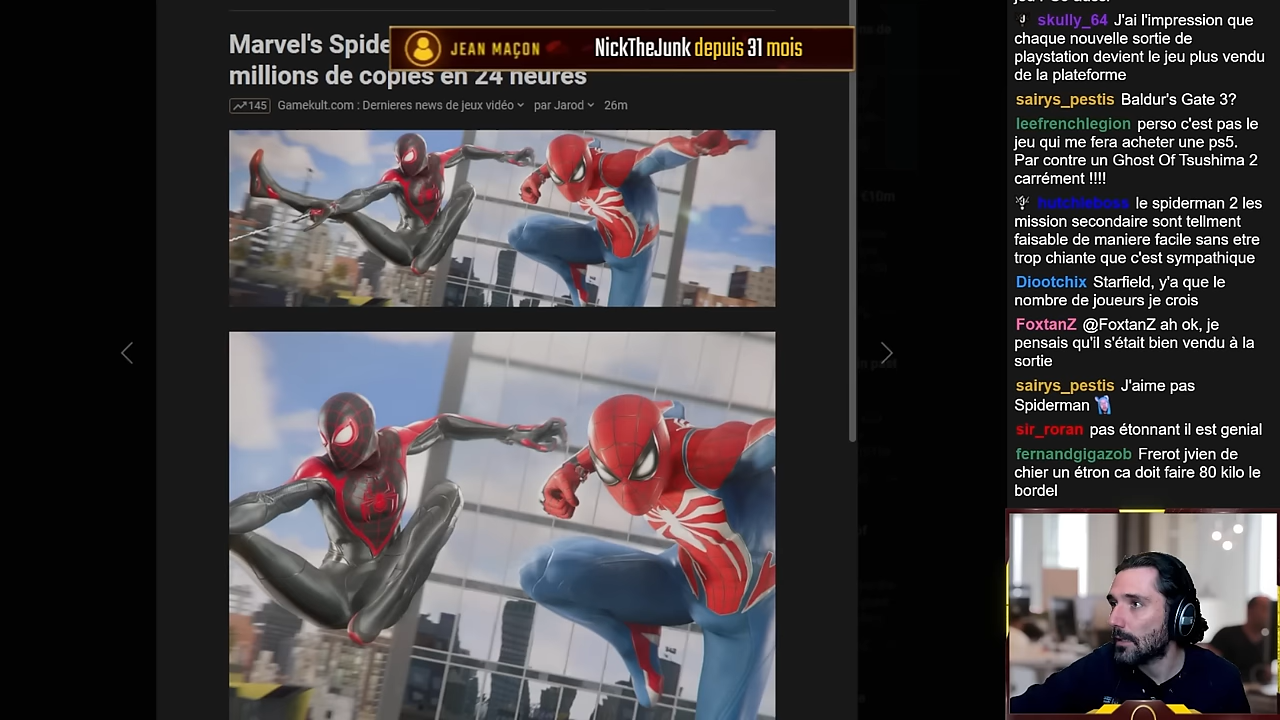 Marvel's Spide
millions de copies en 24 heures
JEAN MAÇON NickTheJunk depuis 31 mois
145 Gamekult.com : Dernieres news de jeux vidéo par Jarod 26m
skully_64 J'ai l'impression que
chaque nouvelle sortie de
playstation devient le jeu plus vendu
de la plateforme
sairys_pestis Baldur's Gate 3?
leefrenchlegion perso c'est pas le
jeu qui me fera acheter une ps5.
Par contre un Ghost Of Tsushima 2
carrément !!!!
hutchieboss le spiderman 2 les
mission secondaire sont tellment
faisable de maniere facile sans etre
trop chiante que c'est sympathique
Diootchix Starfield, y'a que le
nombre de joueurs je crois
FoxtanZ @FoxtanZ ah ok, je
pensais qu'il s'était bien vendu à la
sortie
sairys_pestis J'aime pas
Spiderman
sir_roran pas étonnant il est genial
fernandgigazob Frerot jvien de
chier un étron ca doit faire 80 kilo le
bordel